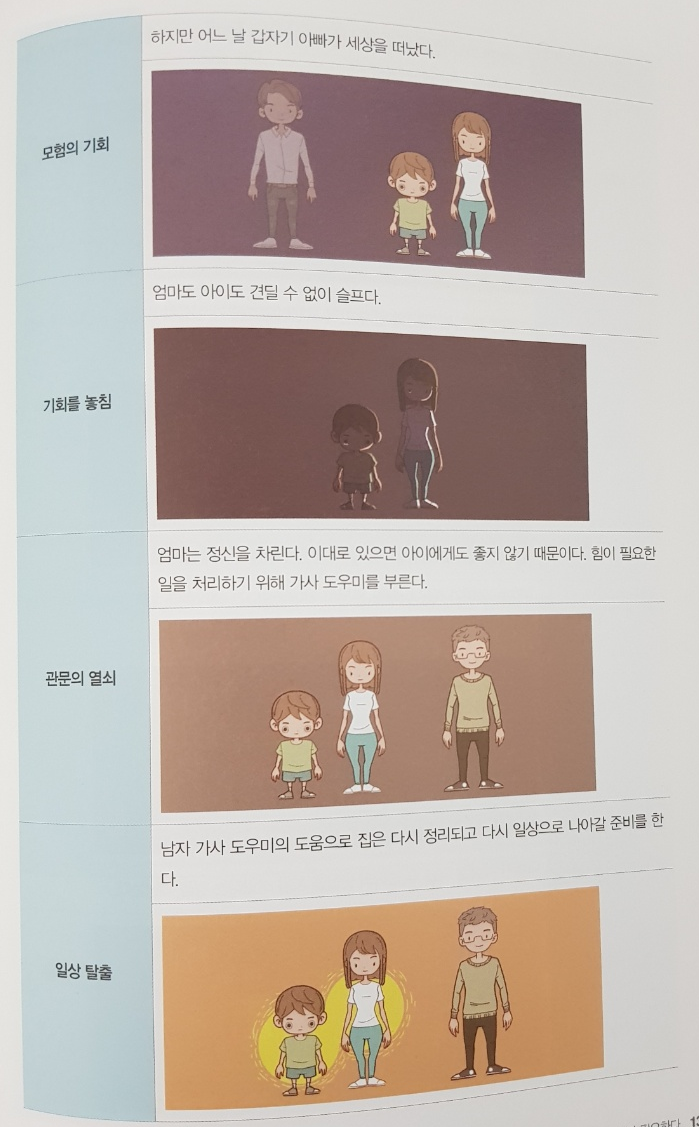 하지만 어느 날 갑자기 아빠가 세상을 떠났다.
모험의 기회
엄마도 아이도 견딜 수 없이 슬프다.
기회를 놓침
엄마는 정신을 차린다. 이대로 있으면 아이에게도 좋지 않기 때문이다. 힘이 필요한
일을 처리하기 위해 가사 도우미를 부른다.
관문의 열쇠
남자 가사 도우미의 도움으로 집은 다시 정리되고 다시 일상으로 나아갈 준비를 한
다.
일상 탈출